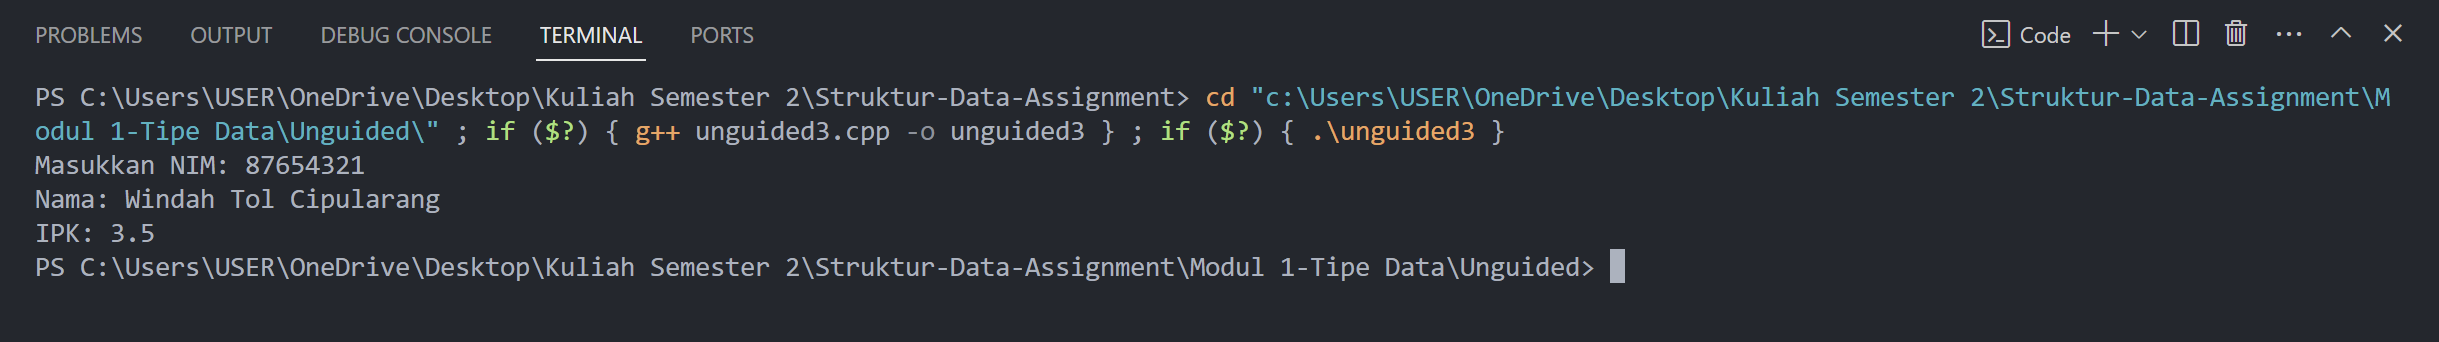 PROBLEMS OUTPUT DEBUG CONSOLE TERMINAL PORTS Code
PS C:\Users\USER\OneDrive\Desktop\Kuliah Semester 2\Struktur-Data-Assignment> cd "c:\Users\USER\OneDrive\Desktop\Kuliah Semester 2\Struktur-Data-Assignment\M
odul 1-Tipe Data\Unguided\" ; if ($?) { g++ unguided3.cpp -o unguided3 } ; if ($?) { .\unguided3 }
Masukkan NIM: 87654321
Nama: Windah Tol Cipularang
IPK: 3.5
PS C:\Users\USER\OneDrive\Desktop\Kuliah Semester 2\Struktur-Data-Assignment\Modul 1-Tipe Data\Unguided>